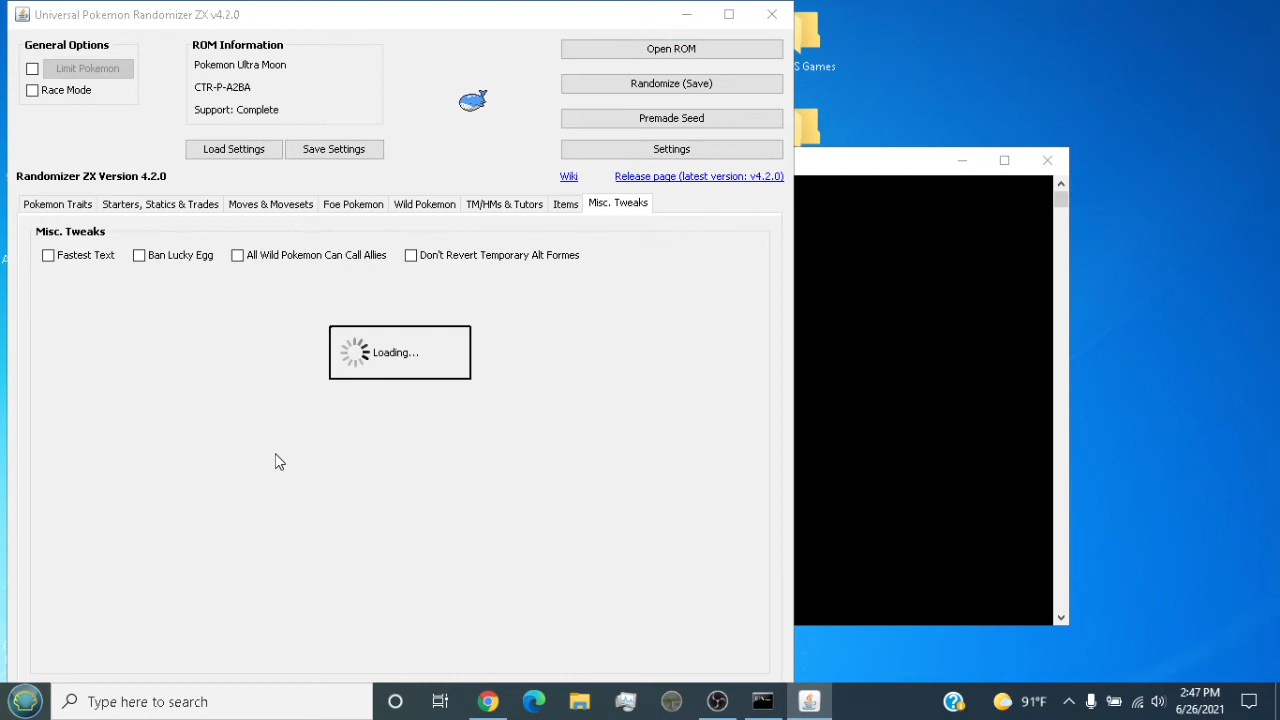 Universal Pokemon Randomizer ZX v4.2.0
General Options
Limit Pokemon
Race Mode
ROM Information
Pokemon Ultra Moon
CTR-P-A2BA
Support: Complete
Open ROM
Randomize (Save)
Premade Seed
Load Settings
Save Settings
Settings
Randomizer ZX Version 4.2.0
Wiki
Release page (latest version: v4.2.0)
Pokemon Traits
Starters, Statics & Trades
Moves & Movesets
Foe Pokemon
Wild Pokemon
TM/HMs & Tutors
Items
Misc. Tweaks
Misc. Tweaks
Fastest Text
Ban Lucky Egg
All Wild Pokemon Can Call Allies
Don't Revert Temporary Alt Formes
Loading...
S Games
Type here to search
91°F
2:47 PM
6/26/2021